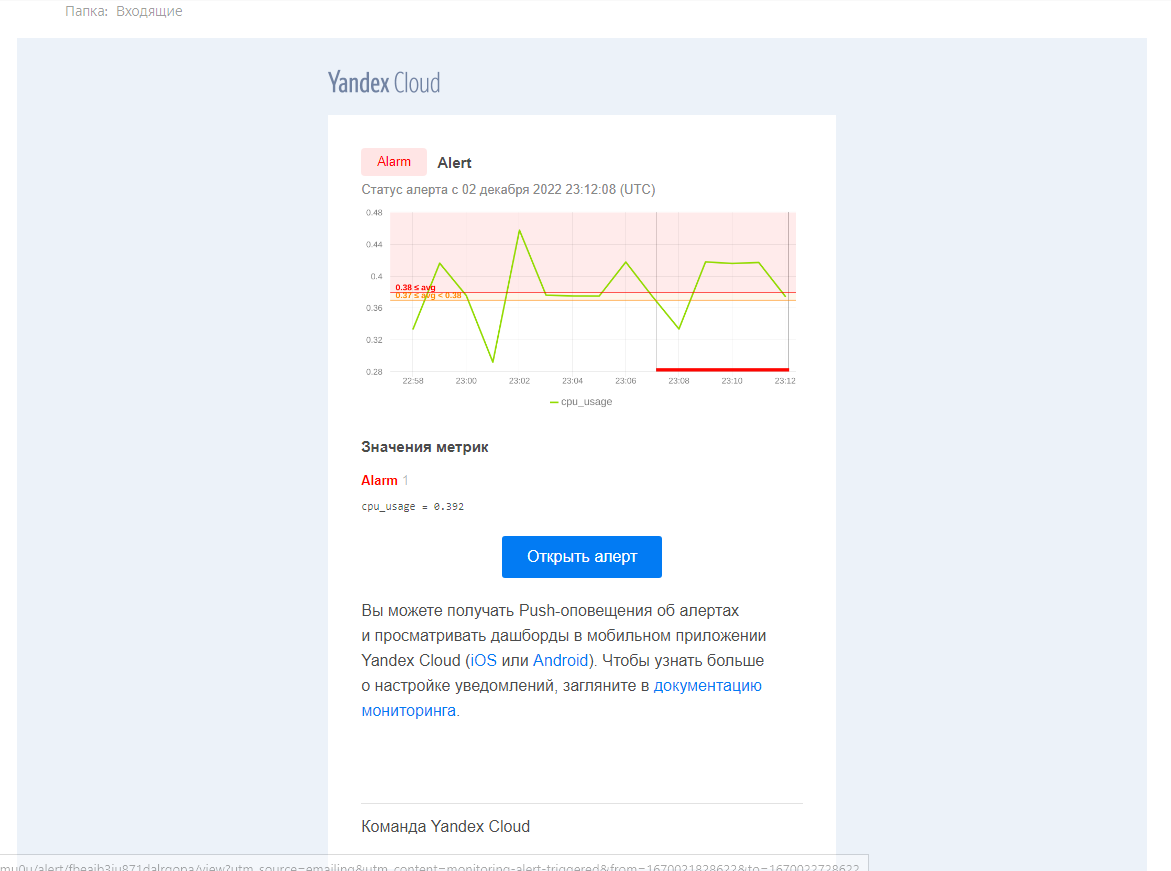 Папка: Входящие
Yandex Cloud
Alarm Alert
Статус алерта с 02 декабря 2022 23:12:08 (UTC)
0.48
0.44
0.4
0.38 ≤ avg
0.37 ≤ avg < 0.38
0.36
0.32
0.28
22:58 23:00 23:02 23:04 23:06 23:08 23:10 23:12
cpu_usage
Значения метрик
Alarm 1
cpu_usage = 0.392
Открыть алерт
Вы можете получать Push-оповещения об алертах
и просматривать дашборды в мобильном приложении
Yandex Cloud (iOS или Android). Чтобы узнать больше
о настройке уведомлений, загляните в документацию
мониторинга.
Команда Yandex Cloud
view?utm_source=emailing&utm_content=monitoring-alert-triggered&from=1670021828622&to=1670022728622